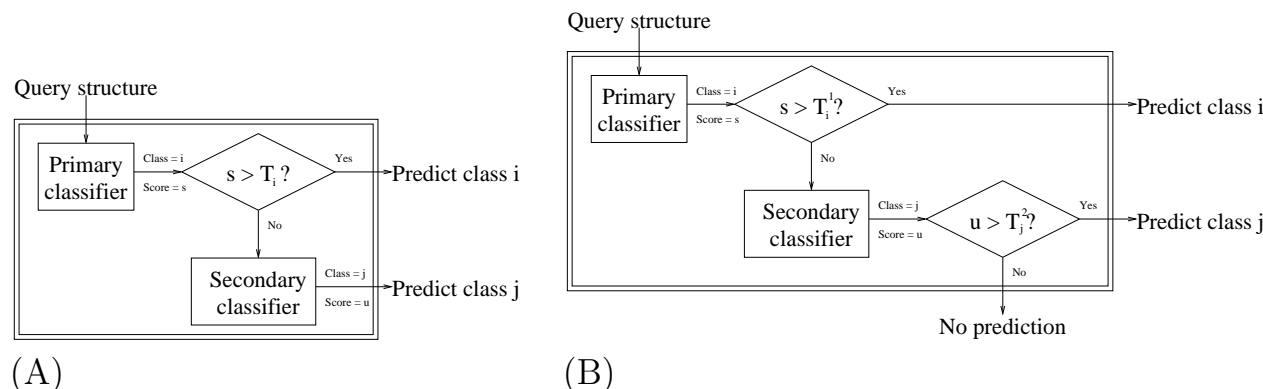 Query structure
Primary
classifier
Class = i
Score = s
s > T_i ?
Yes
Predict class i
No
Secondary
classifier
Class = j
Score = u
Predict class j
(A)
Query structure
Primary
classifier
Class = i
Score = s
s > T_i^1?
Yes
Predict class i
No
Secondary
classifier
Class = j
Score = u
u > T_j^2?
Yes
Predict class j
No
No prediction
(B)